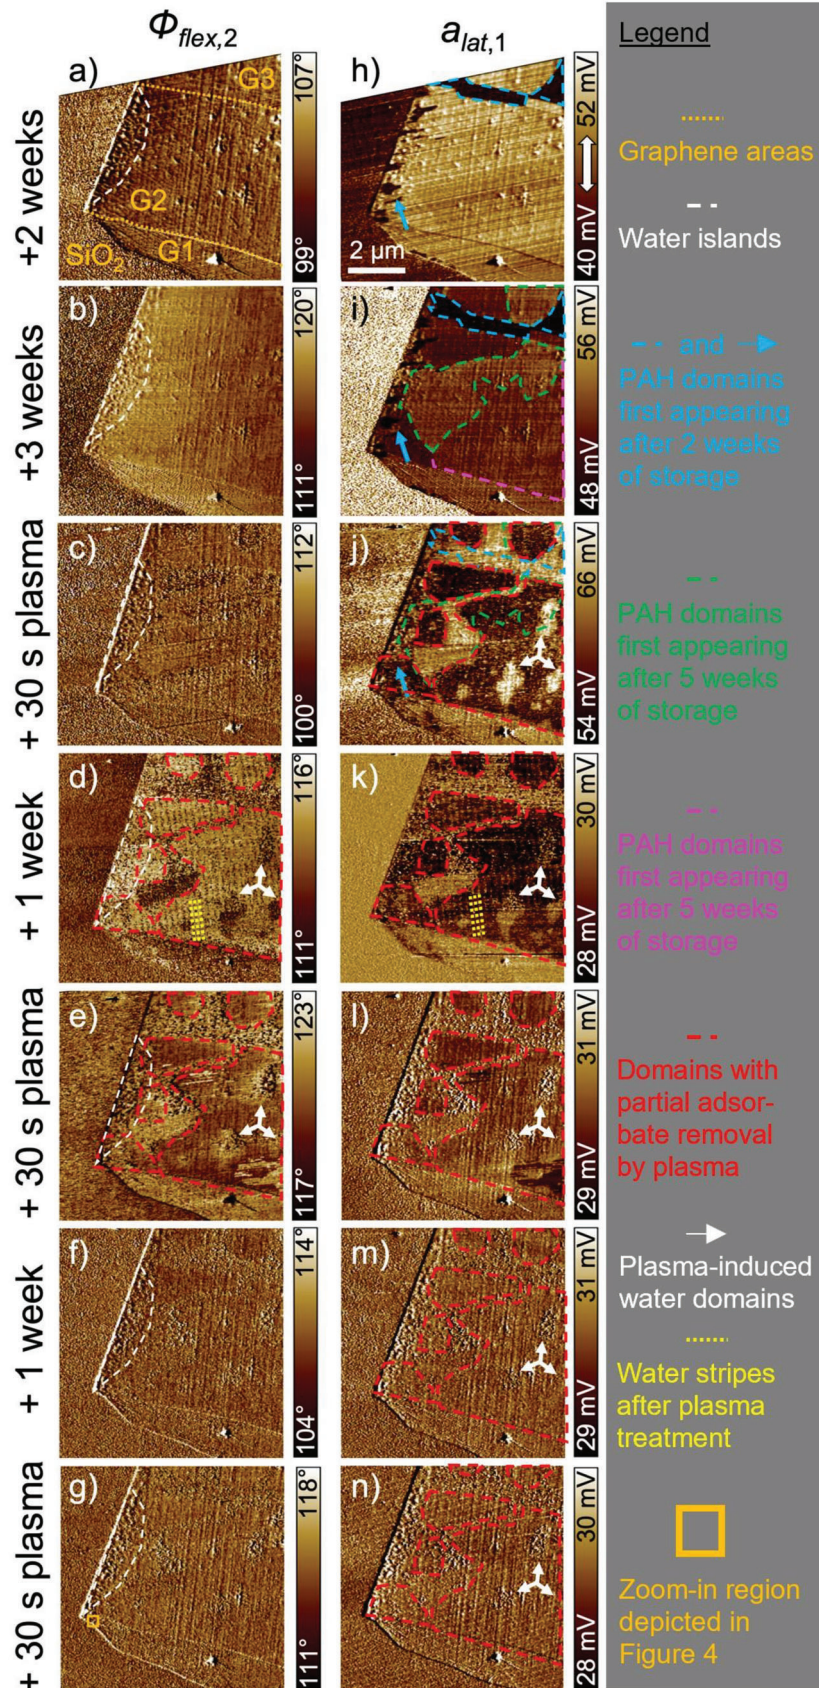 Φflex,2
alat,1
Legend
+2 weeks
a)
G3
G2
G1
SiO2
107°
99°
h)
2 µm
52 mV
40 mV
Graphene areas
Water islands
+3 weeks
b)
120°
111°
i)
56 mV
48 mV
and
PAH domains
first appearing
after 2 weeks
of storage
+ 30 s plasma
c)
112°
100°
j)
66 mV
54 mV
PAH domains
first appearing
after 5 weeks
of storage
+ 1 week
d)
116°
111°
k)
30 mV
28 mV
PAH domains
first appearing
after 5 weeks
of storage
+ 30 s plasma
e)
123°
117°
l)
31 mV
29 mV
Domains with
partial adsor-
bate removal
by plasma
+ 1 week
f)
114°
104°
m)
31 mV
29 mV
Plasma-induced
water domains
Water stripes
after plasma
treatment
+ 30 s plasma
g)
118°
111°
n)
30 mV
28 mV
Zoom-in region
depicted in
Figure 4